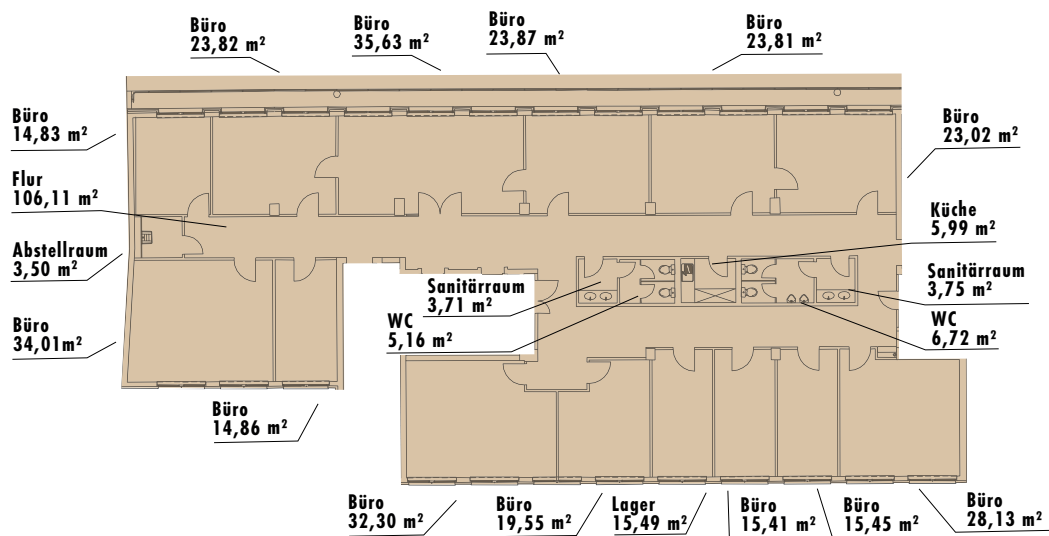 Büro
23,82 m²
Büro
35,63 m²
Büro
23,87 m²
Büro
23,81 m²
Büro
14,83 m²
Büro
23,02 m²
Flur
106,11 m²
Küche
5,99 m²
Abstellraum
3,50 m²
Sanitärraum
3,71 m²
Sanitärraum
3,75 m²
WC
5,16 m²
WC
6,72 m²
Büro
34,01m²
Büro
14,86 m²
Büro
32,30 m²
Büro
19,55 m²
Lager
15,49 m²
Büro
15,41 m²
Büro
15,45 m²
Büro
28,13 m²